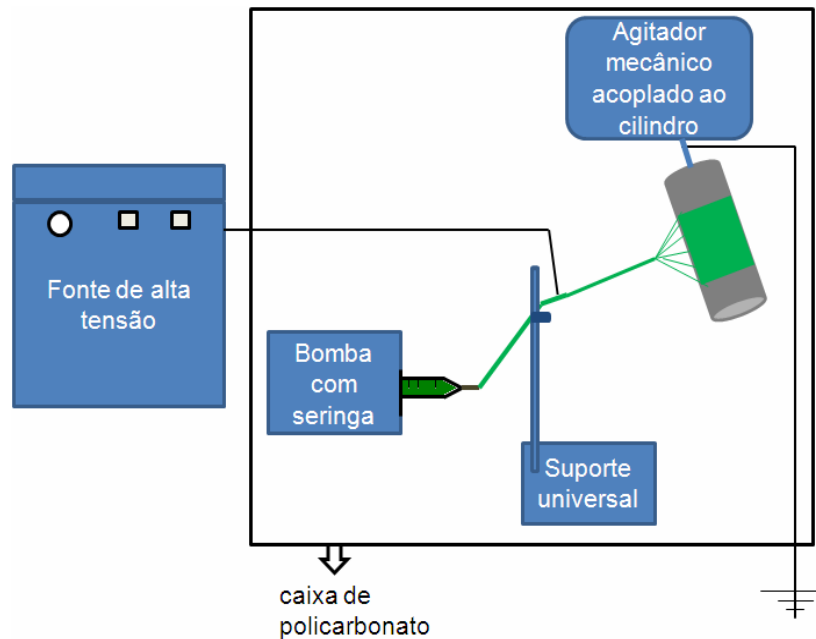 Agitador
mecânico
acoplado ao
cilindro
Fonte de alta
tensão
Bomba
com
seringa
Suporte
universal
caixa de
policarbonato